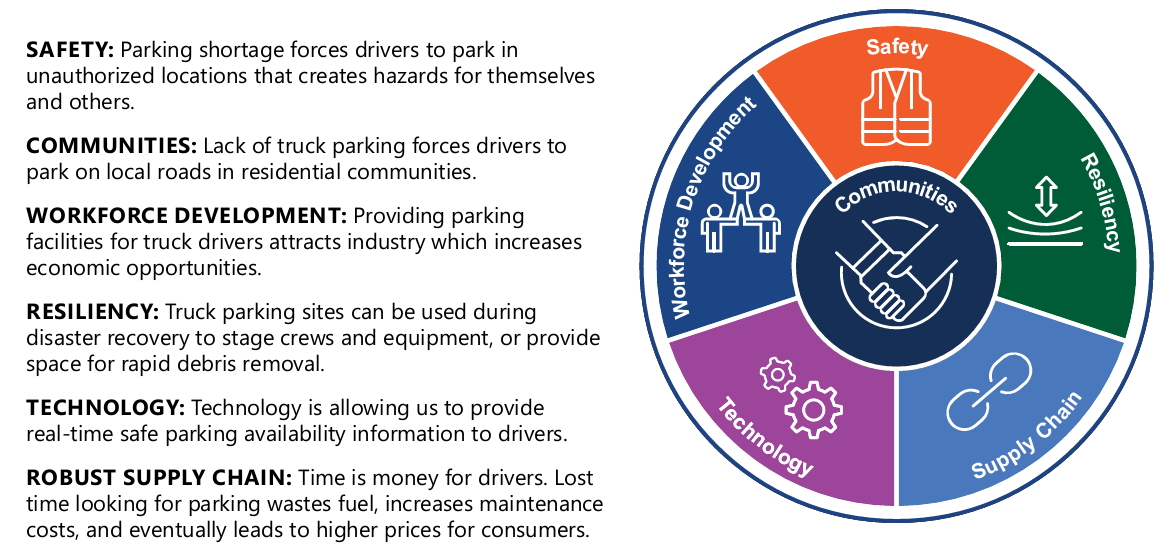 SAFETY: Parking shortage forces drivers to park in
unauthorized locations that creates hazards for themselves
and others.
COMMUNITIES: Lack of truck parking forces drivers to
park on local roads in residential communities.
WORKFORCE DEVELOPMENT: Providing parking
facilities for truck drivers attracts industry which increases
economic opportunities.
RESILIENCY: Truck parking sites can be used during
disaster recovery to stage crews and equipment, or provide
space for rapid debris removal.
TECHNOLOGY: Technology is allowing us to provide
real-time safe parking availability information to drivers.
ROBUST SUPPLY CHAIN: Time is money for drivers. Lost
time looking for parking wastes fuel, increases maintenance
costs, and eventually leads to higher prices for consumers.
Safety
Resiliency
Supply Chain
Technology
Workforce Development
Communities